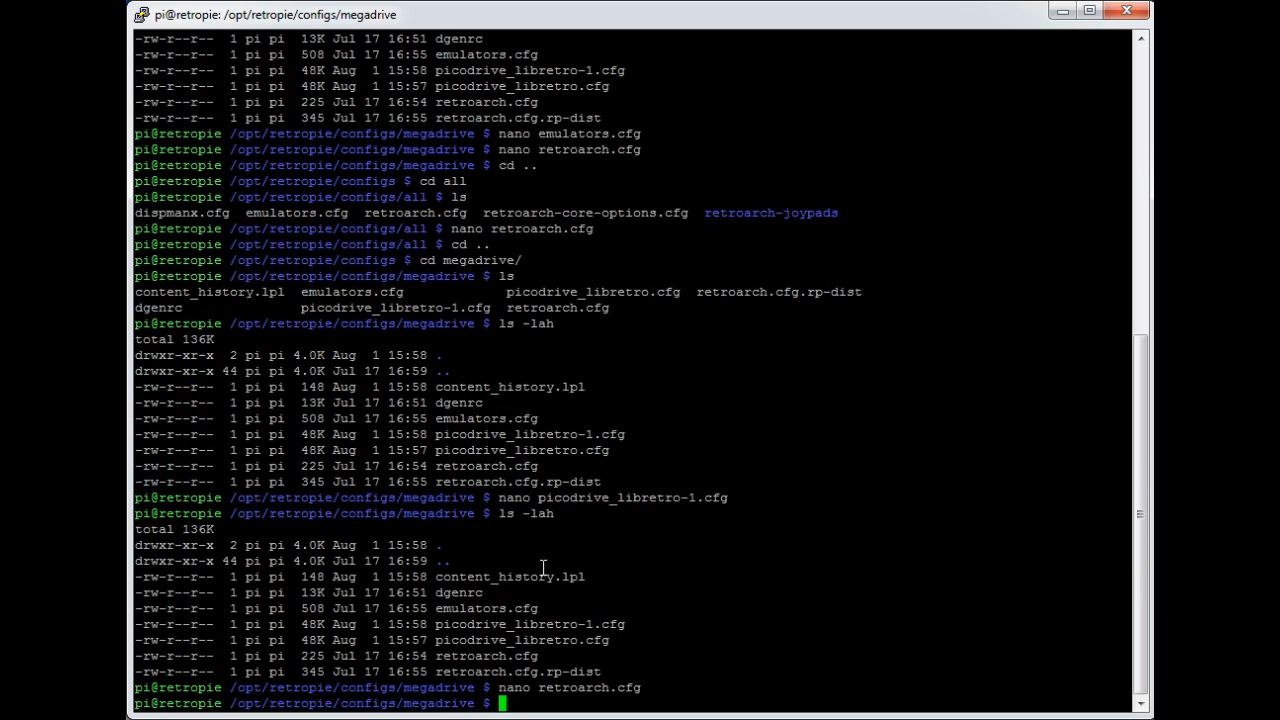 pi@retropie: /opt/retropie/configs/megadrive
-rw-r--r-- 1 pi pi 13K Jul 17 16:51 dgenrc
-rw-r--r-- 1 pi pi 508 Jul 17 16:55 emulators.cfg
-rw-r--r-- 1 pi pi 48K Aug 1 15:58 picodrive_libretro-1.cfg
-rw-r--r-- 1 pi pi 48K Aug 1 15:57 picodrive_libretro.cfg
-rw-r--r-- 1 pi pi 225 Jul 17 16:54 retroarch.cfg
-rw-r--r-- 1 pi pi 345 Jul 17 16:55 retroarch.cfg.rp-dist
pi@retropie /opt/retropie/configs/megadrive $ nano emulators.cfg
pi@retropie /opt/retropie/configs/megadrive $ nano retroarch.cfg
pi@retropie /opt/retropie/configs/megadrive $ cd ..
pi@retropie /opt/retropie/configs $ cd all
pi@retropie /opt/retropie/configs/all $ ls
dispmanx.cfg emulators.cfg retroarch.cfg retroarch-core-options.cfg retroarch-joypads
pi@retropie /opt/retropie/configs/all $ nano retroarch.cfg
pi@retropie /opt/retropie/configs/all $ cd ..
pi@retropie /opt/retropie/configs $ cd megadrive/
pi@retropie /opt/retropie/configs/megadrive $ ls
content_history.lpl emulators.cfg picodrive_libretro.cfg retroarch.cfg.rp-dist
dgenrc picodrive_libretro-1.cfg retroarch.cfg
pi@retropie /opt/retropie/configs/megadrive $ ls -lah
total 136K
drwxr-xr-x 2 pi pi 4.0K Aug 1 15:58 .
drwxr-xr-x 44 pi pi 4.0K Jul 17 16:59 ..
-rw-r--r-- 1 pi pi 148 Aug 1 15:58 content_history.lpl
-rw-r--r-- 1 pi pi 13K Jul 17 16:51 dgenrc
-rw-r--r-- 1 pi pi 508 Jul 17 16:55 emulators.cfg
-rw-r--r-- 1 pi pi 48K Aug 1 15:58 picodrive_libretro-1.cfg
-rw-r--r-- 1 pi pi 48K Aug 1 15:57 picodrive_libretro.cfg
-rw-r--r-- 1 pi pi 225 Jul 17 16:54 retroarch.cfg
-rw-r--r-- 1 pi pi 345 Jul 17 16:55 retroarch.cfg.rp-dist
pi@retropie /opt/retropie/configs/megadrive $ nano picodrive_libretro-1.cfg
pi@retropie /opt/retropie/configs/megadrive $ ls -lah
total 136K
drwxr-xr-x 2 pi pi 4.0K Aug 1 15:58 .
drwxr-xr-x 44 pi pi 4.0K Jul 17 16:59 ..
-rw-r--r-- 1 pi pi 148 Aug 1 15:58 content_history.lpl
-rw-r--r-- 1 pi pi 13K Jul 17 16:51 dgenrc
-rw-r--r-- 1 pi pi 508 Jul 17 16:55 emulators.cfg
-rw-r--r-- 1 pi pi 48K Aug 1 15:58 picodrive_libretro-1.cfg
-rw-r--r-- 1 pi pi 48K Aug 1 15:57 picodrive_libretro.cfg
-rw-r--r-- 1 pi pi 225 Jul 17 16:54 retroarch.cfg
-rw-r--r-- 1 pi pi 345 Jul 17 16:55 retroarch.cfg.rp-dist
pi@retropie /opt/retropie/configs/megadrive $ nano retroarch.cfg
pi@retropie /opt/retropie/configs/megadrive $